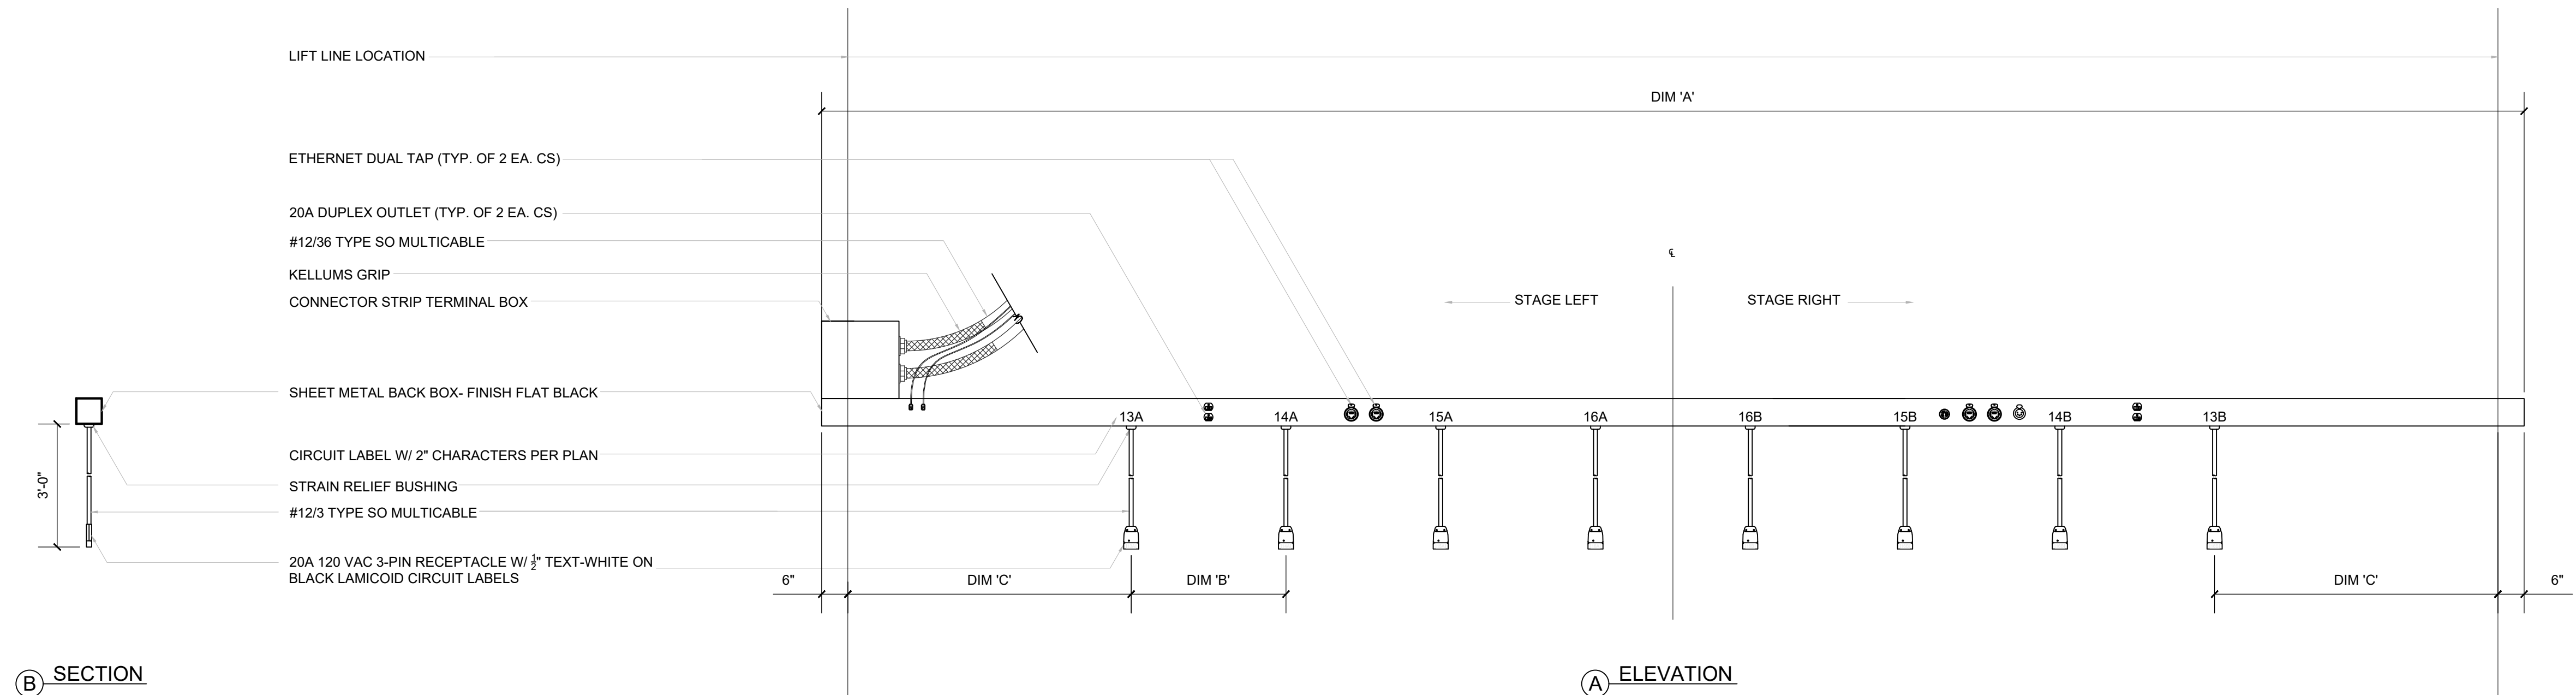 LIFT LINE LOCATION
DIM 'A'
ETHERNET DUAL TAP (TYP. OF 2 EA. CS)
20A DUPLEX OUTLET (TYP. OF 2 EA. CS)
#12/36 TYPE SO MULTICABLE
KELLUMS GRIP
CONNECTOR STRIP TERMINAL BOX
℄
STAGE LEFT
STAGE RIGHT
SHEET METAL BACK BOX- FINISH FLAT BLACK
13A 14A 15A 16A 16B 15B 14B 13B
CIRCUIT LABEL W/ 2" CHARACTERS PER PLAN
STRAIN RELIEF BUSHING
3'-0"
#12/3 TYPE SO MULTICABLE
20A 120 VAC 3-PIN RECEPTACLE W/ ½" TEXT-WHITE ON
BLACK LAMICOID CIRCUIT LABELS
6" DIM 'C' DIM 'B' DIM 'C' 6"
B SECTION
A ELEVATION